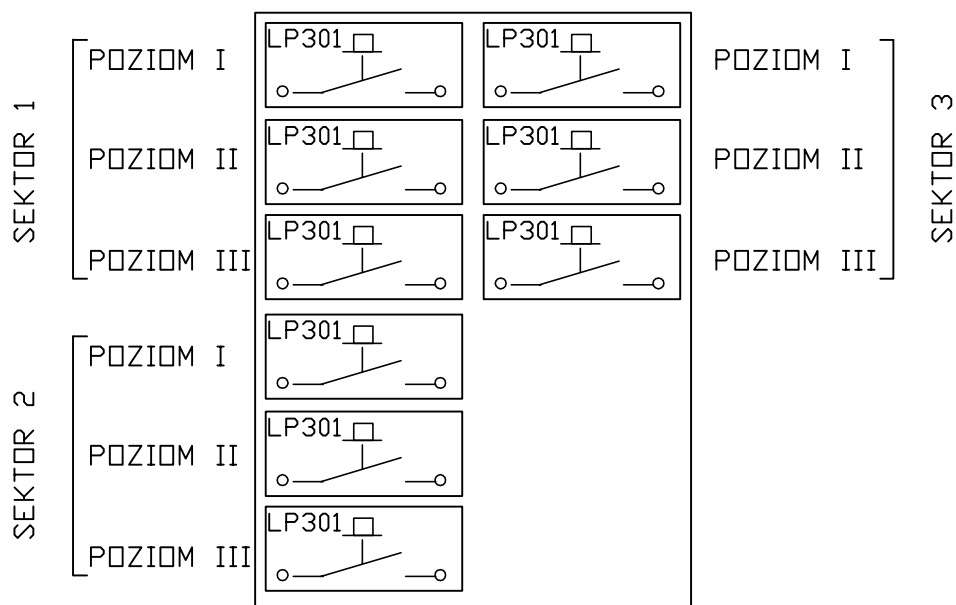 SEKTOR 1
POZIOM I
LP301
POZIOM II
LP301
POZIOM III
LP301
SEKTOR 2
POZIOM I
LP301
POZIOM II
LP301
POZIOM III
LP301
SEKTOR 3
LP301
POZIOM I
LP301
POZIOM II
LP301
POZIOM III